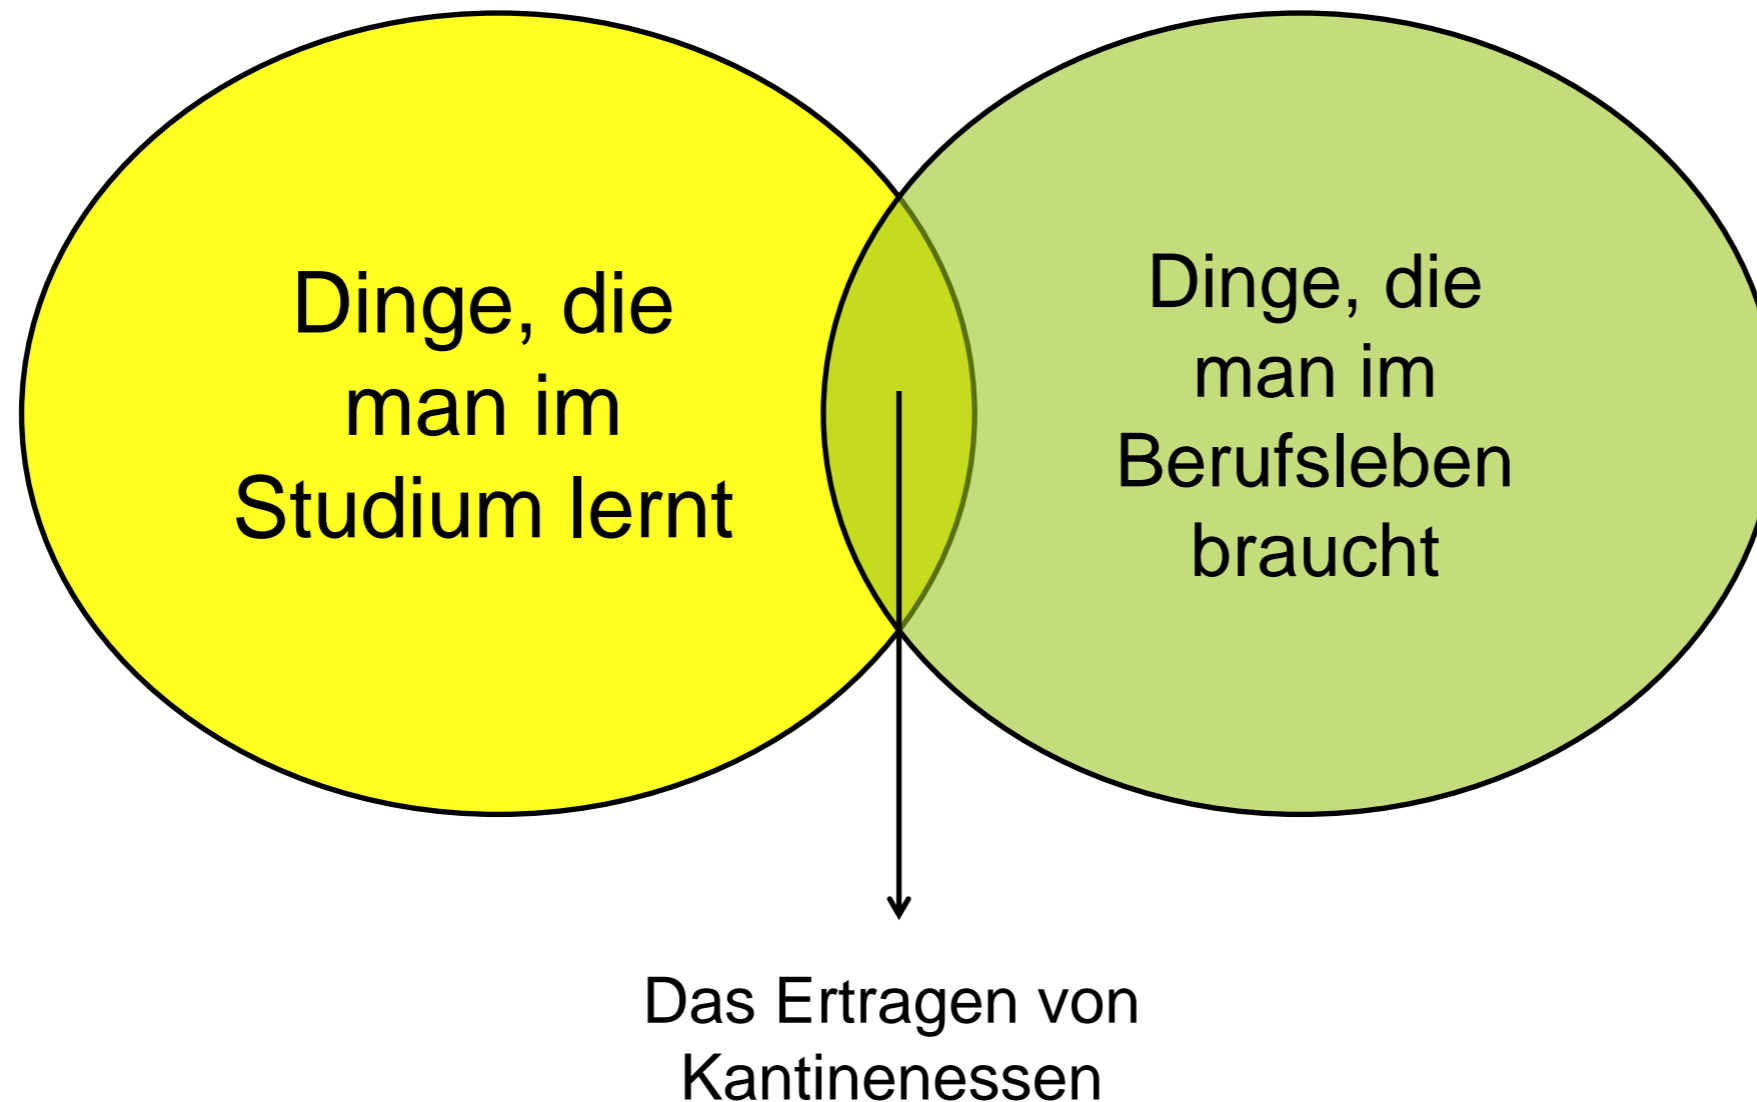 Dinge, die
man im
Studium lernt
Dinge, die
man im
Berufsleben
braucht
Das Ertragen von
Kantinenessen